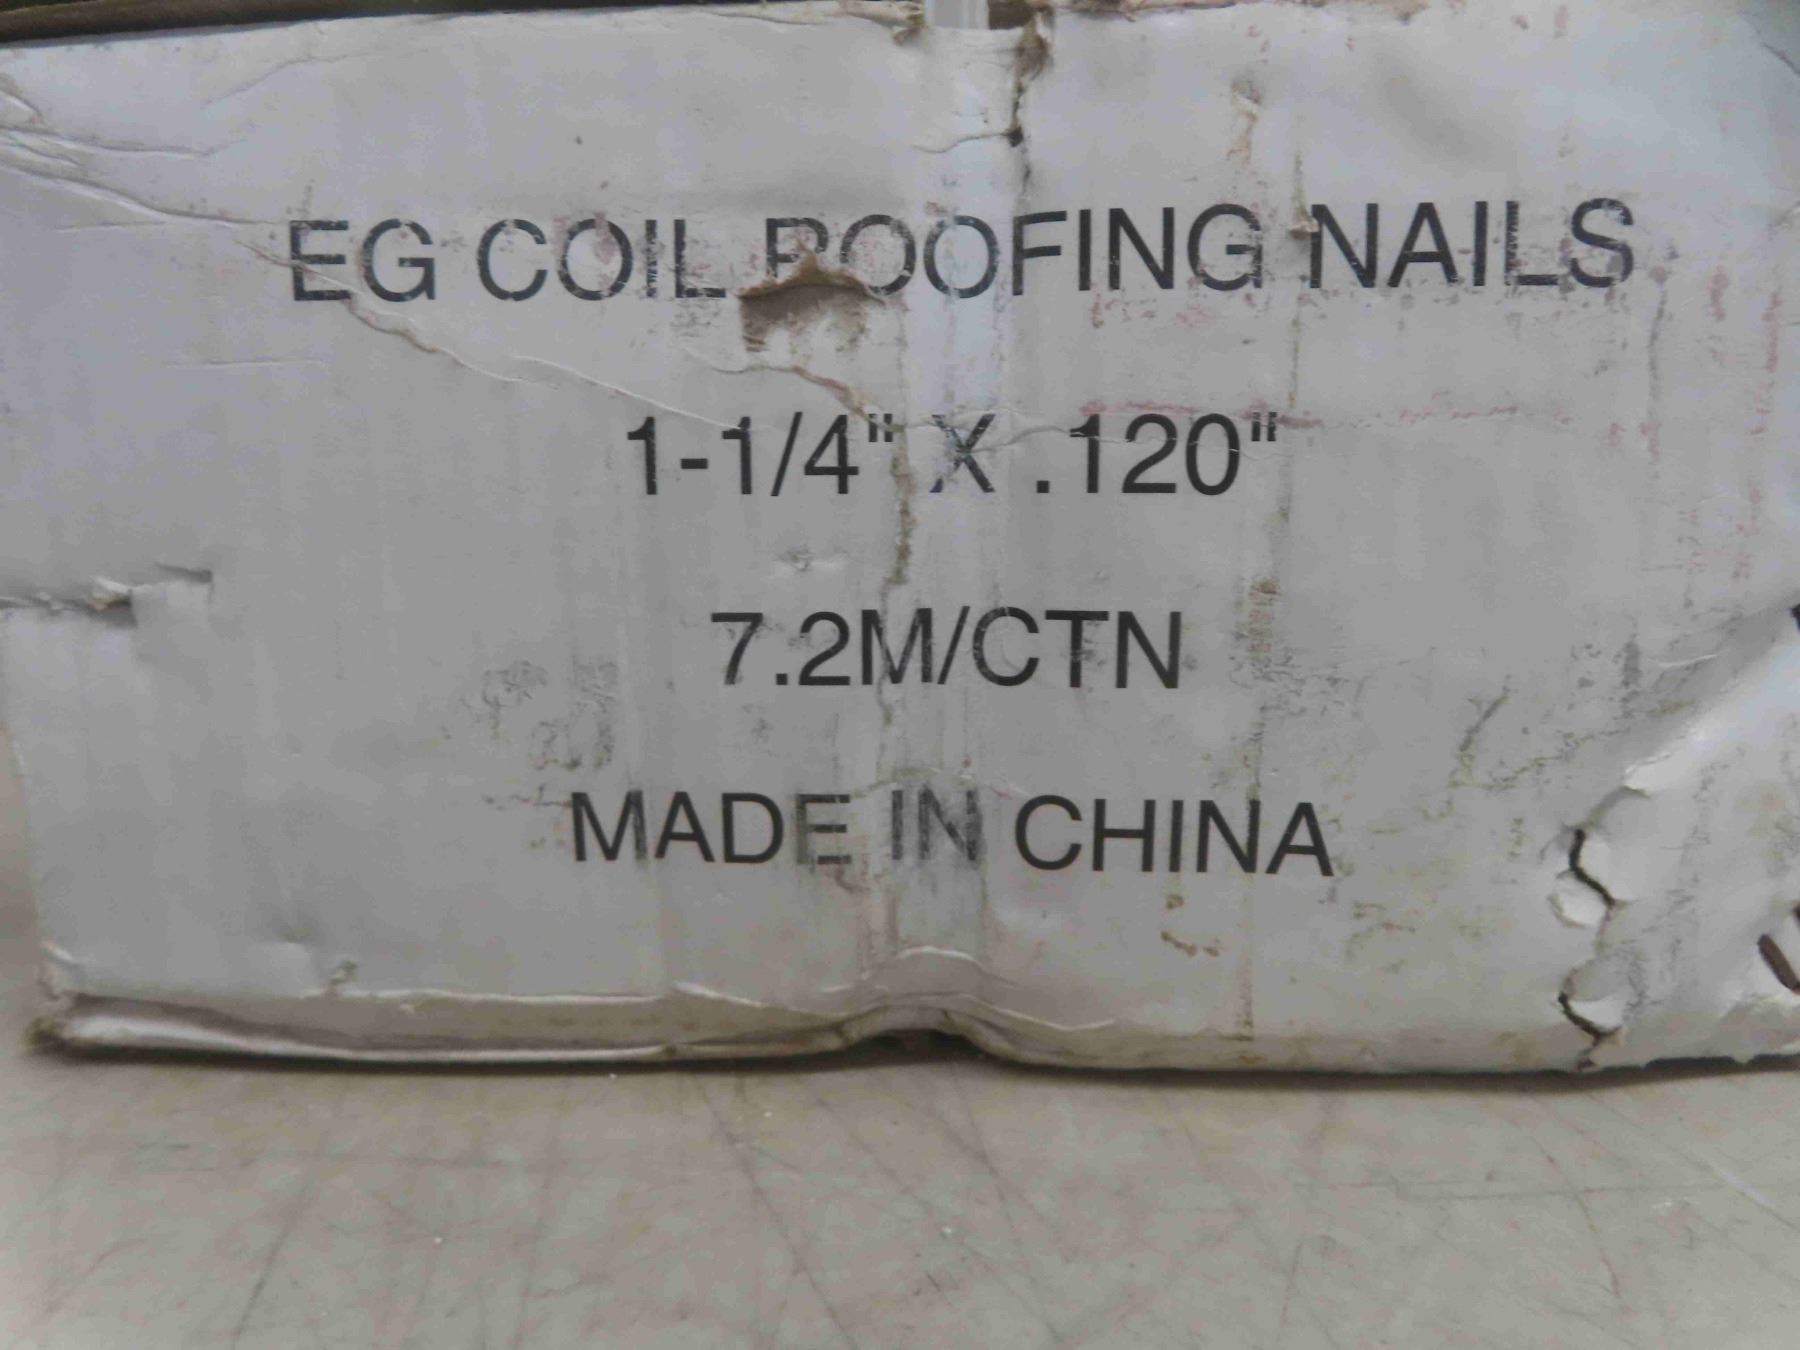 EG COIL ROOFING NAILS
1-1/4" X .120"
7.2M/CTN
MADE IN CHINA